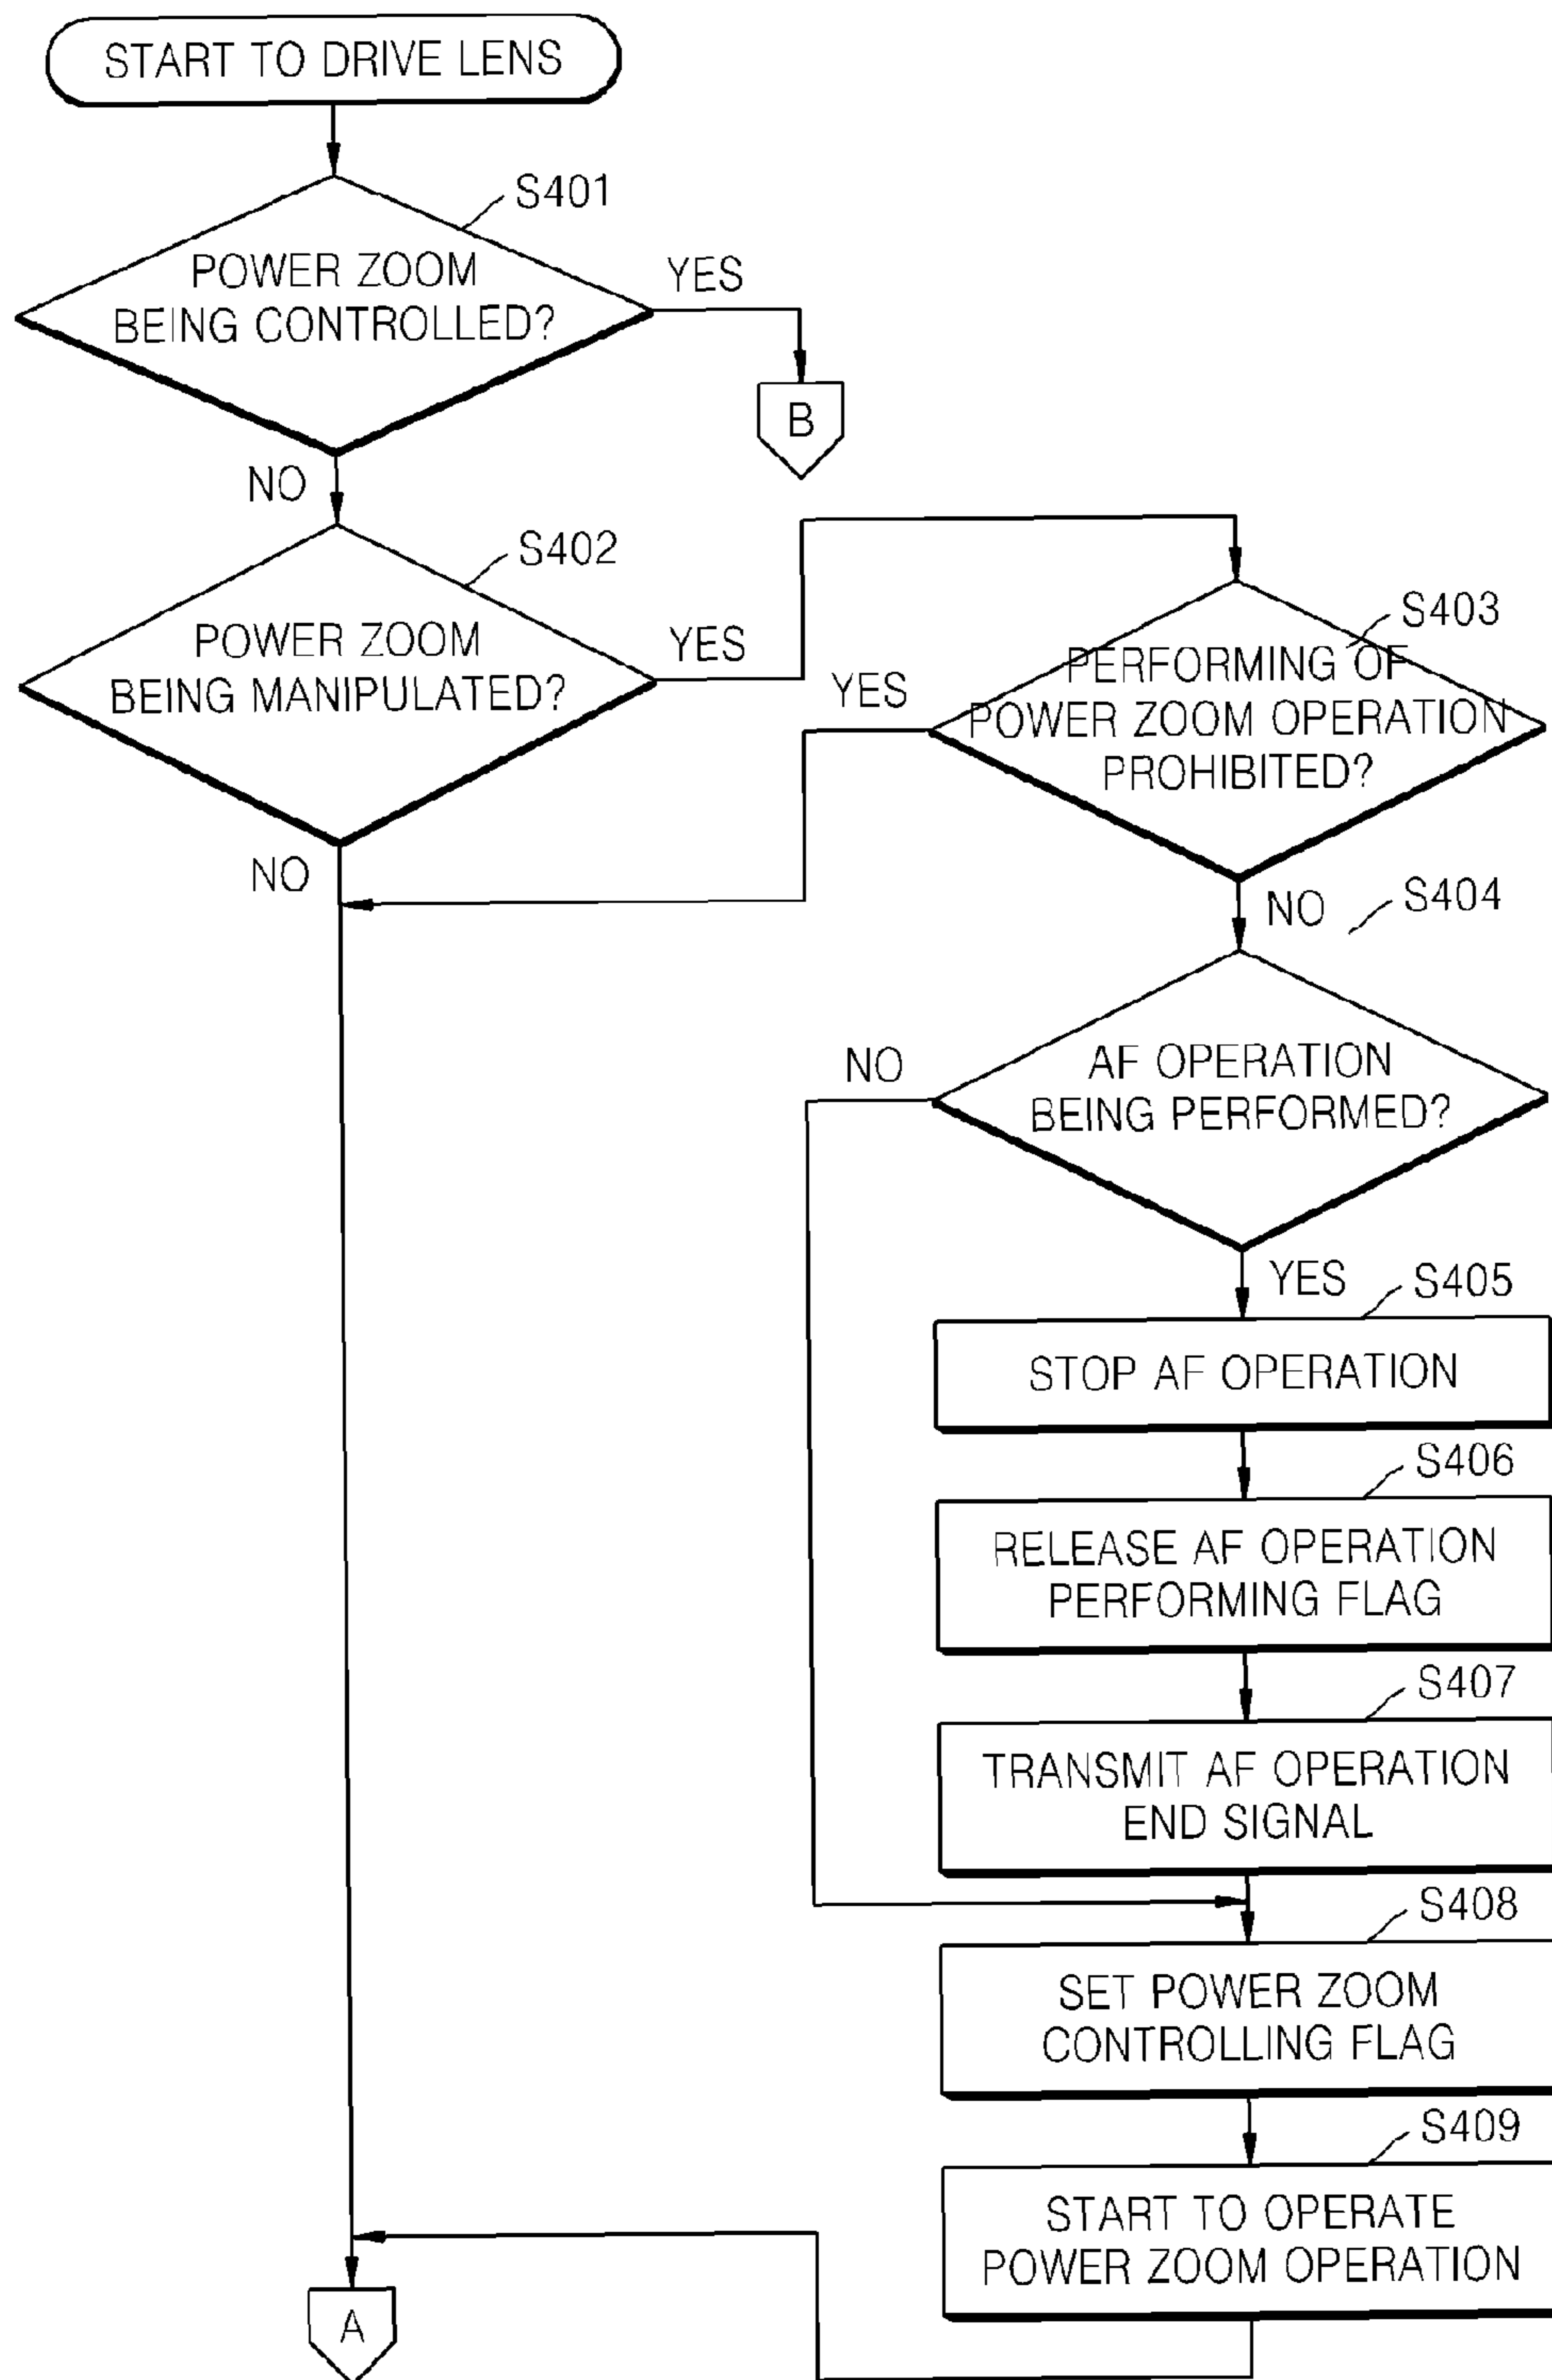 START TO DRIVE LENS
S401
POWER ZOOM
BEING CONTROLLED?
YES
B
NO
S402
POWER ZOOM
BEING MANIPULATED?
YES
S403
PERFORMING OF
POWER ZOOM OPERATION
PROHIBITED?
YES
NO
NO
S404
AF OPERATION
BEING PERFORMED?
NO
YES
S405
STOP AF OPERATION
S406
RELEASE AF OPERATION
PERFORMING FLAG
S407
TRANSMIT AF OPERATION
END SIGNAL
S408
SET POWER ZOOM
CONTROLLING FLAG
S409
START TO OPERATE
POWER ZOOM OPERATION
A